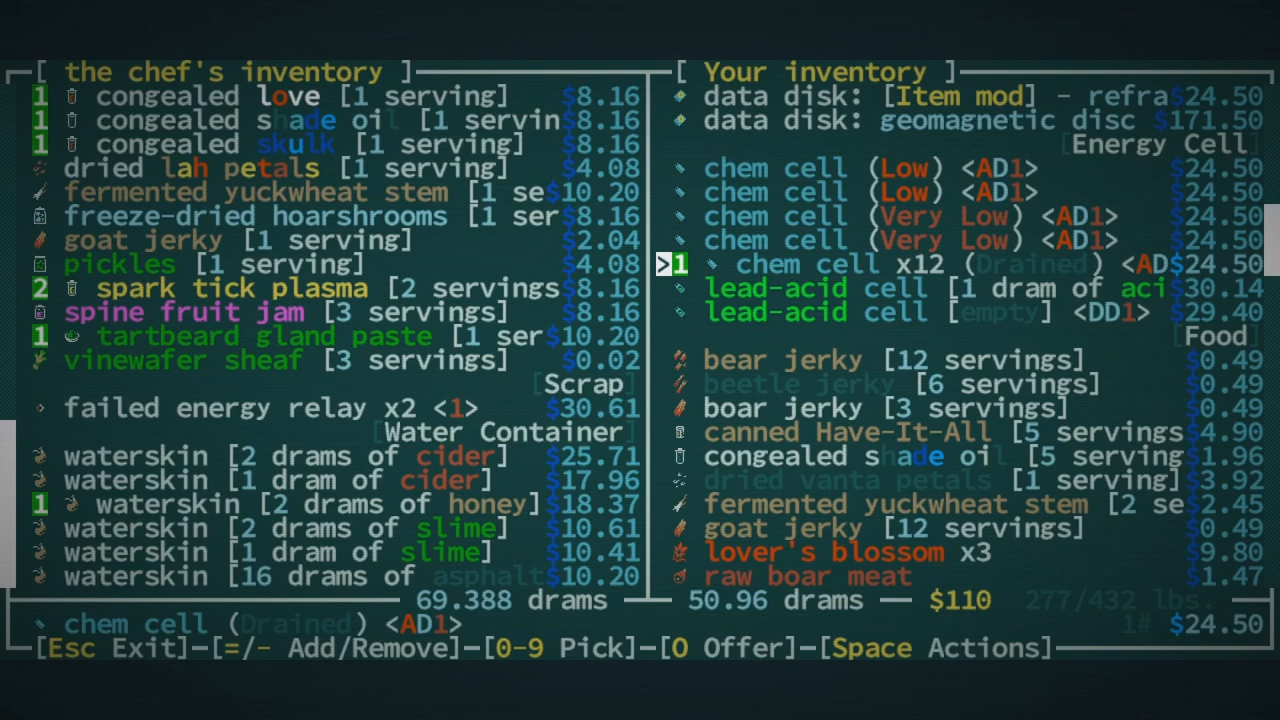 [ the chef's inventory ]
1 congealed love [1 serving] $8.16
1 congealed shade oil [1 servin $8.16
1 congealed skulk [1 serving] $8.16
dried lah petals [1 serving] $4.08
fermented yuckwheat stem [1 se $10.20
freeze-dried hoarshrooms [1 ser $8.16
goat jerky [1 serving] $2.04
pickles [1 serving] $4.08
2 spark tick plasma [2 servings $8.16
spine fruit jam [3 servings] $8.16
1 tartbeard gland paste [1 ser $10.20
vinewafer sheaf [3 servings] $0.02
[Scrap]
failed energy relay x2 <1> $30.61
[Water Container]
waterskin [2 drams of cider] $25.71
waterskin [1 dram of cider] $17.96
1 waterskin [2 drams of honey] $18.37
waterskin [2 drams of slime] $10.61
waterskin [1 dram of slime] $10.41
waterskin [16 drams of asphalt $10.20
69.388 drams
[ Your inventory ]
data disk: [Item mod] - refra $24.50
data disk: geomagnetic disc $171.50
[Energy Cell]
chem cell (Low) <AD1> $24.50
chem cell (Low) <AD1> $24.50
chem cell (Very Low) <AD1> $24.50
chem cell (Very Low) <AD1> $24.50
>1 chem cell x12 (Drained) <AD $24.50
lead-acid cell [1 dram of aci $30.14
lead-acid cell [empty] <DD1> $29.40
[Food]
bear jerky [12 servings] $0.49
beetle jerky [6 servings] $0.49
boar jerky [3 servings] $0.49
canned Have-It-All [5 servings $4.90
congealed shade oil [5 serving $1.96
dried vanta petals [1 serving] $3.92
fermented yuckwheat stem [2 se $2.45
goat jerky [12 servings] $0.49
lover's blossom x3 $9.80
raw boar meat $1.47
50.96 drams — $110 277/432 lbs.
chem cell (Drained) <AD1> 1# $24.50
[Esc Exit]-[=/- Add/Remove]-[0-9 Pick]-[O Offer]-[Space Actions]